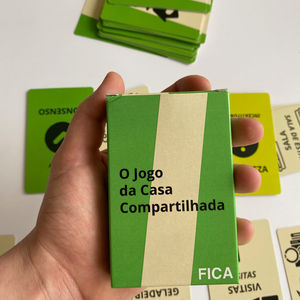 O Jogo
da Casa
Compartilhada
FICA
CONSENSO
SALA
GELADEIRA
VISITAS